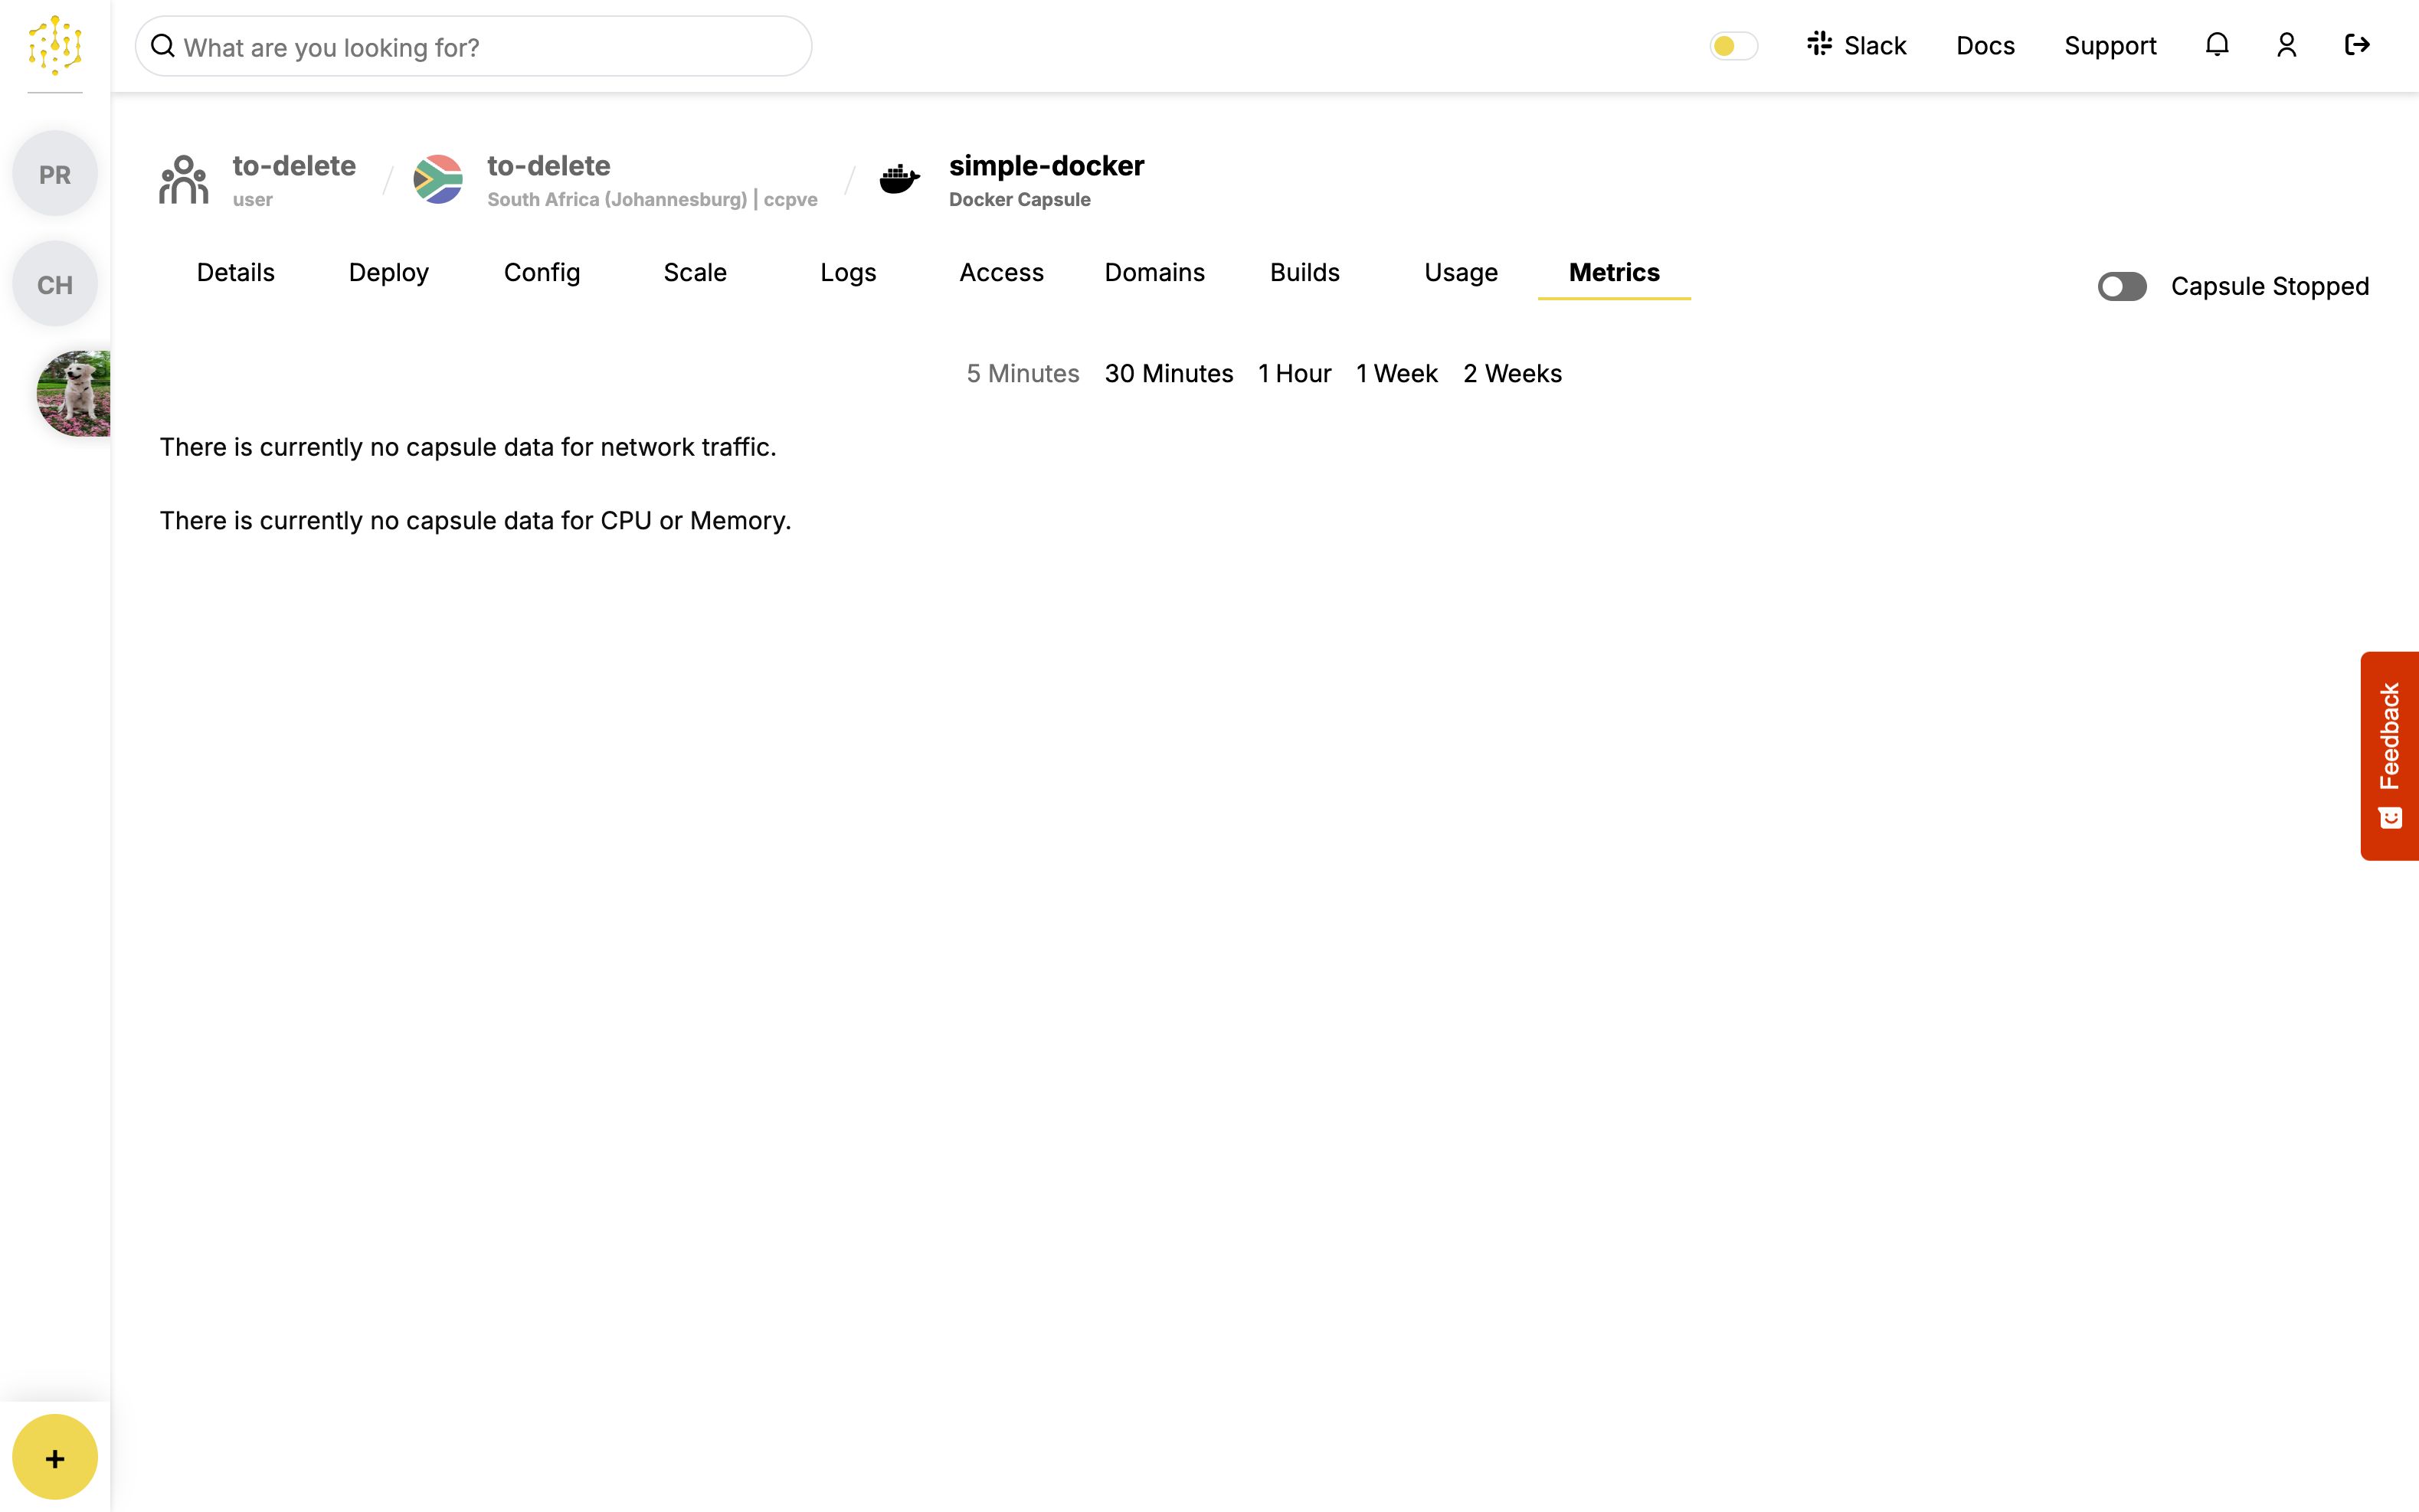 What are you looking for?
Slack
Docs
Support
PR
CH
to-delete
user
to-delete
South Africa (Johannesburg) | ccpve
simple-docker
Docker Capsule
Details
Deploy
Config
Scale
Logs
Access
Domains
Builds
Usage
Metrics
Capsule Stopped
5 Minutes
30 Minutes
1 Hour
1 Week
2 Weeks
There is currently no capsule data for network traffic.
There is currently no capsule data for CPU or Memory.
Feedback
+